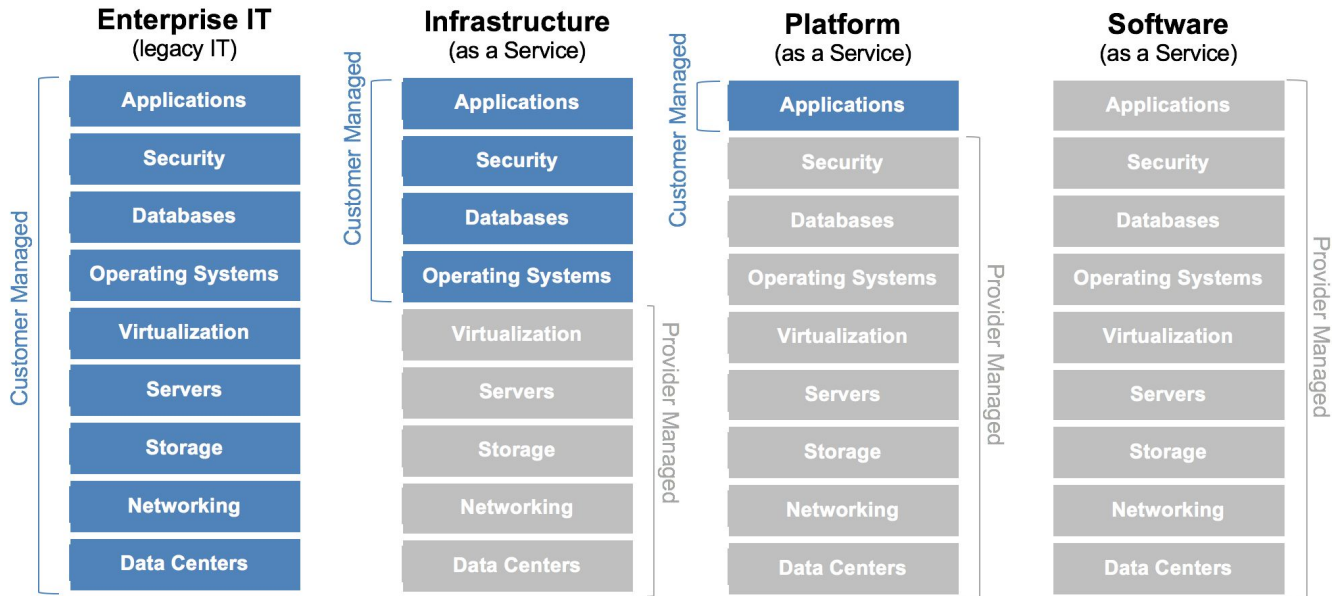 Enterprise IT
(legacy IT)
Customer Managed
Applications
Security
Databases
Operating Systems
Virtualization
Servers
Storage
Networking
Data Centers
Infrastructure
(as a Service)
Customer Managed
Applications
Security
Databases
Operating Systems
Virtualization
Servers
Storage
Networking
Data Centers
Provider Managed
Platform
(as a Service)
Customer Managed
Applications
Security
Databases
Operating Systems
Virtualization
Servers
Storage
Networking
Data Centers
Provider Managed
Software
(as a Service)
Applications
Security
Databases
Operating Systems
Virtualization
Servers
Storage
Networking
Data Centers
Provider Managed